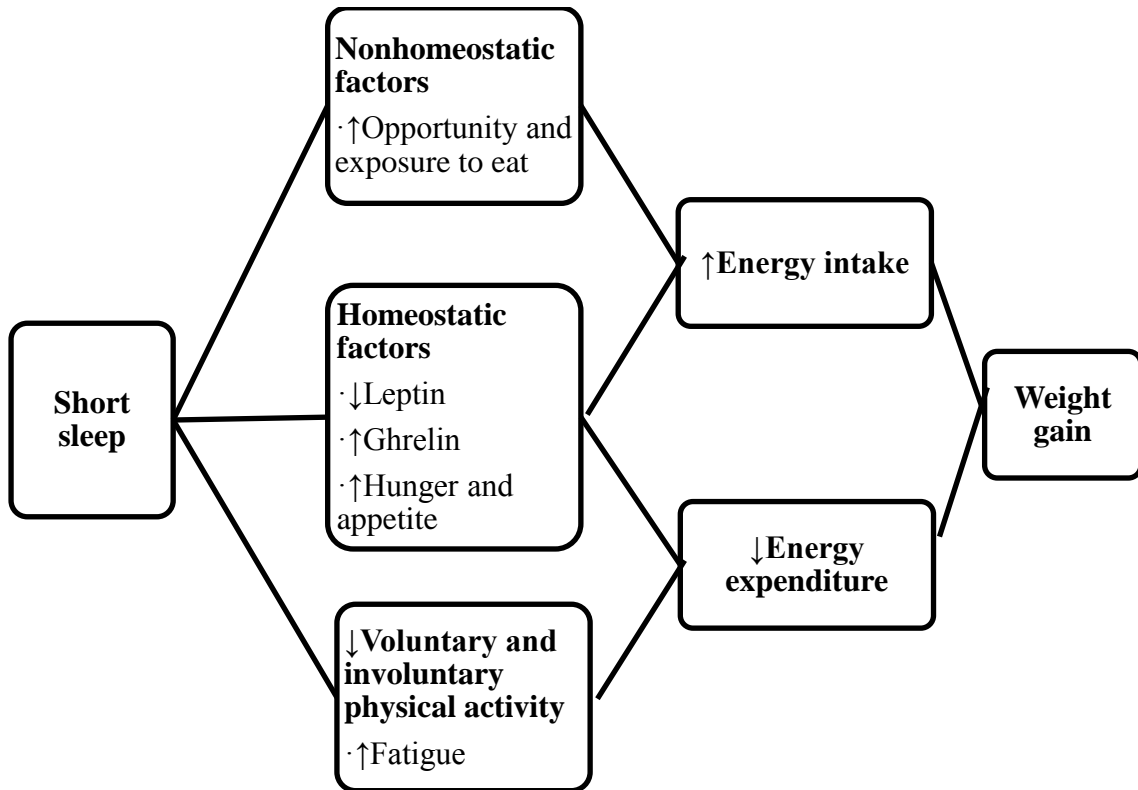 Nonhomeostatic
factors
·↑Opportunity and
exposure to eat
↑Energy intake
Homeostatic
factors
·↓Leptin
·↑Ghrelin
·↑Hunger and
appetite
Short
sleep
Weight
gain
↓Energy
expenditure
↓Voluntary and
involuntary
physical activity
·↑Fatigue